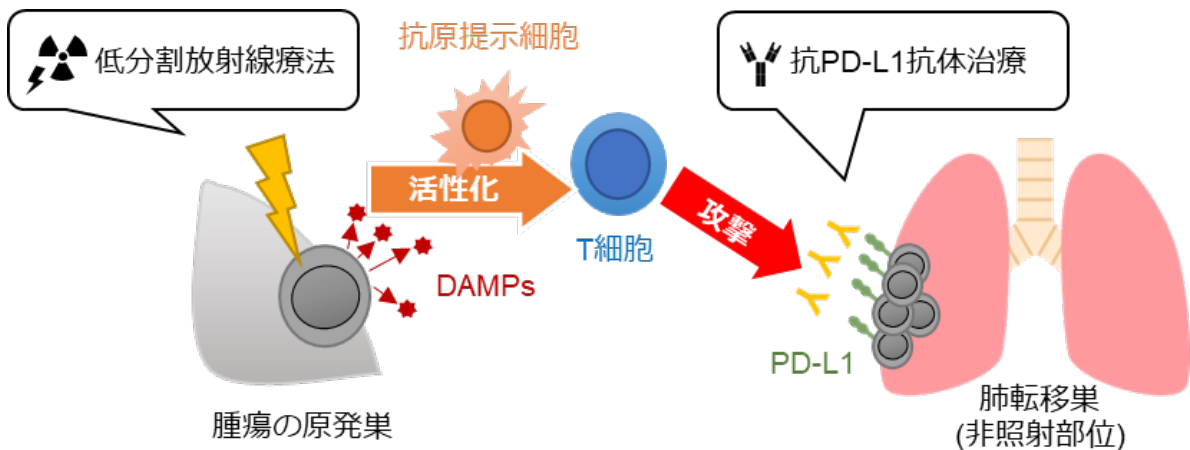 低分割放射線療法
抗原提示細胞
抗PD-L1抗体治療
活性化
T細胞
攻撃
DAMPs
PD-L1
腫瘍の原発巣
肺転移巣
(非照射部位)